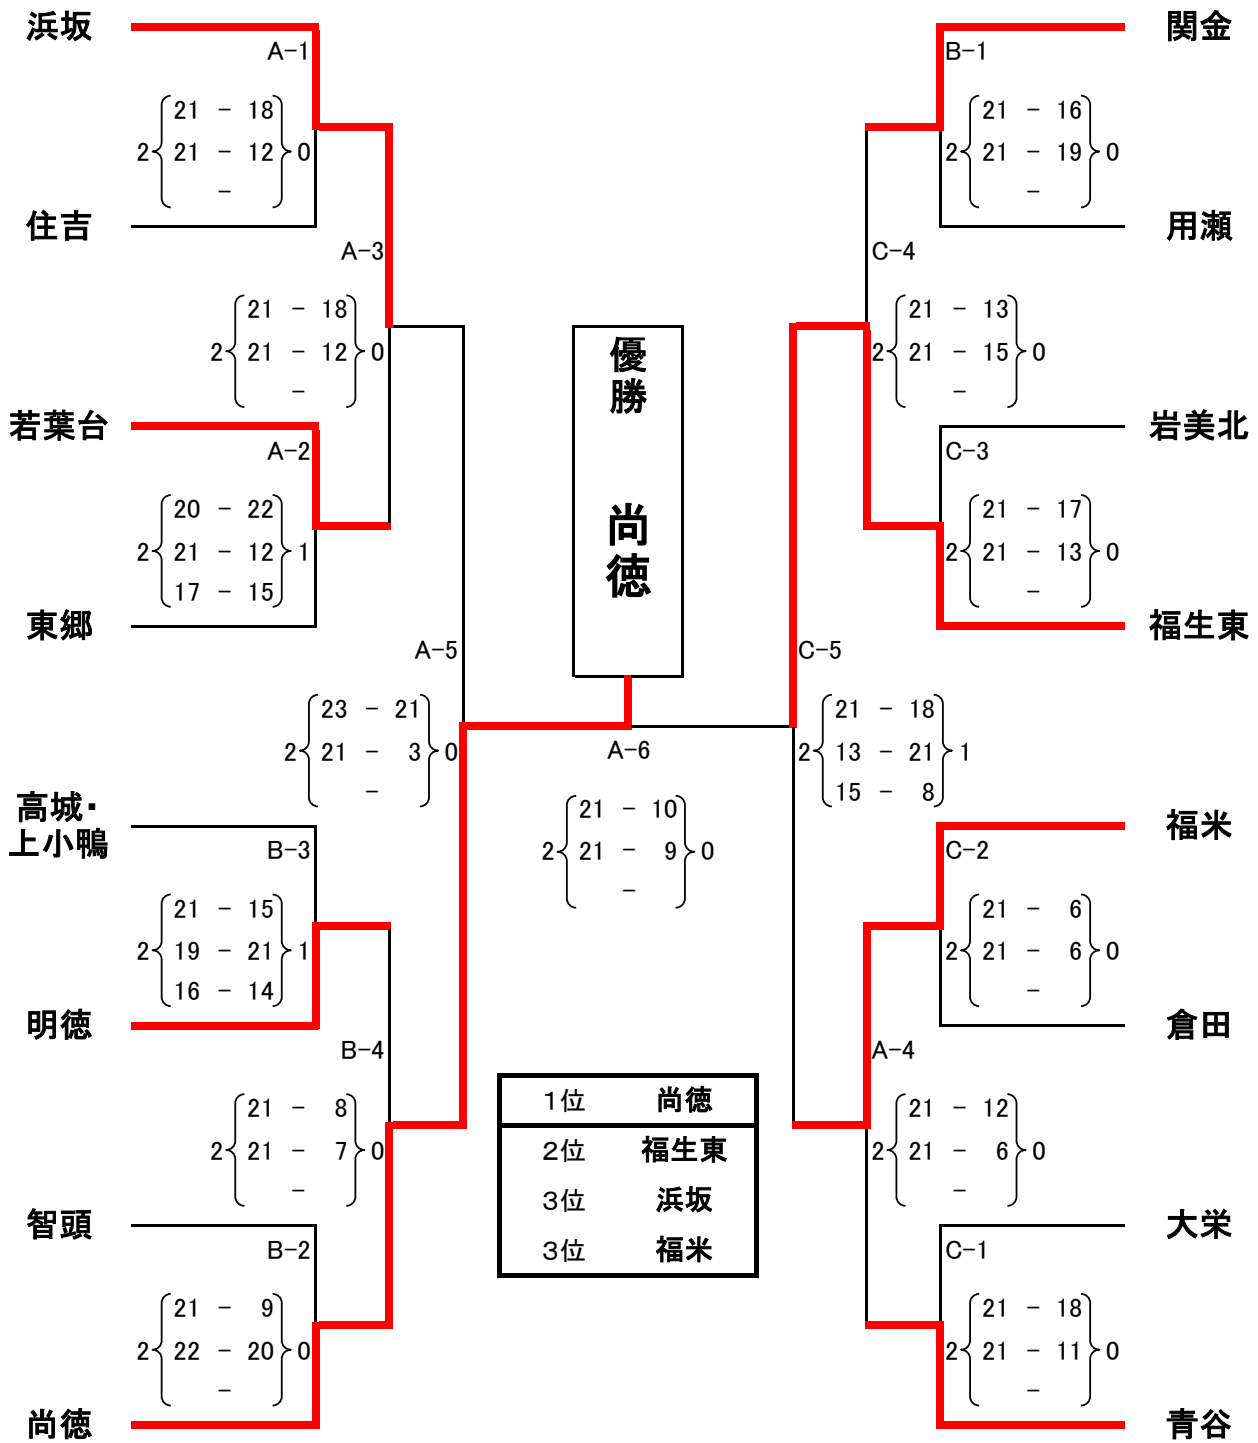 浜坂
A-1
21 - 18
2 21 - 12 0
-
住吉
A-3
21 - 18
2 21 - 12 0
-
若葉台
A-2
20 - 22
2 21 - 12 1
17 - 15
東郷
A-5
23 - 21
2 21 - 3 0
-
高城・
上小鴨
B-3
21 - 15
2 19 - 21 1
16 - 14
明徳
B-4
21 - 8
2 21 - 7 0
-
智頭
B-2
21 - 9
2 22 - 20 0
-
尚徳
優勝
尚徳
A-6
21 - 10
2 21 - 9 0
-
1位 尚徳
2位 福生東
3位 浜坂
3位 福米
関金
B-1
21 - 16
2 21 - 19 0
-
用瀬
C-4
21 - 13
2 21 - 15 0
-
岩美北
C-3
21 - 17
2 21 - 13 0
-
福生東
C-5
21 - 18
2 13 - 21 1
15 - 8
福米
C-2
21 - 6
2 21 - 6 0
-
倉田
A-4
21 - 12
2 21 - 6 0
-
大栄
C-1
21 - 18
2 21 - 11 0
-
青谷